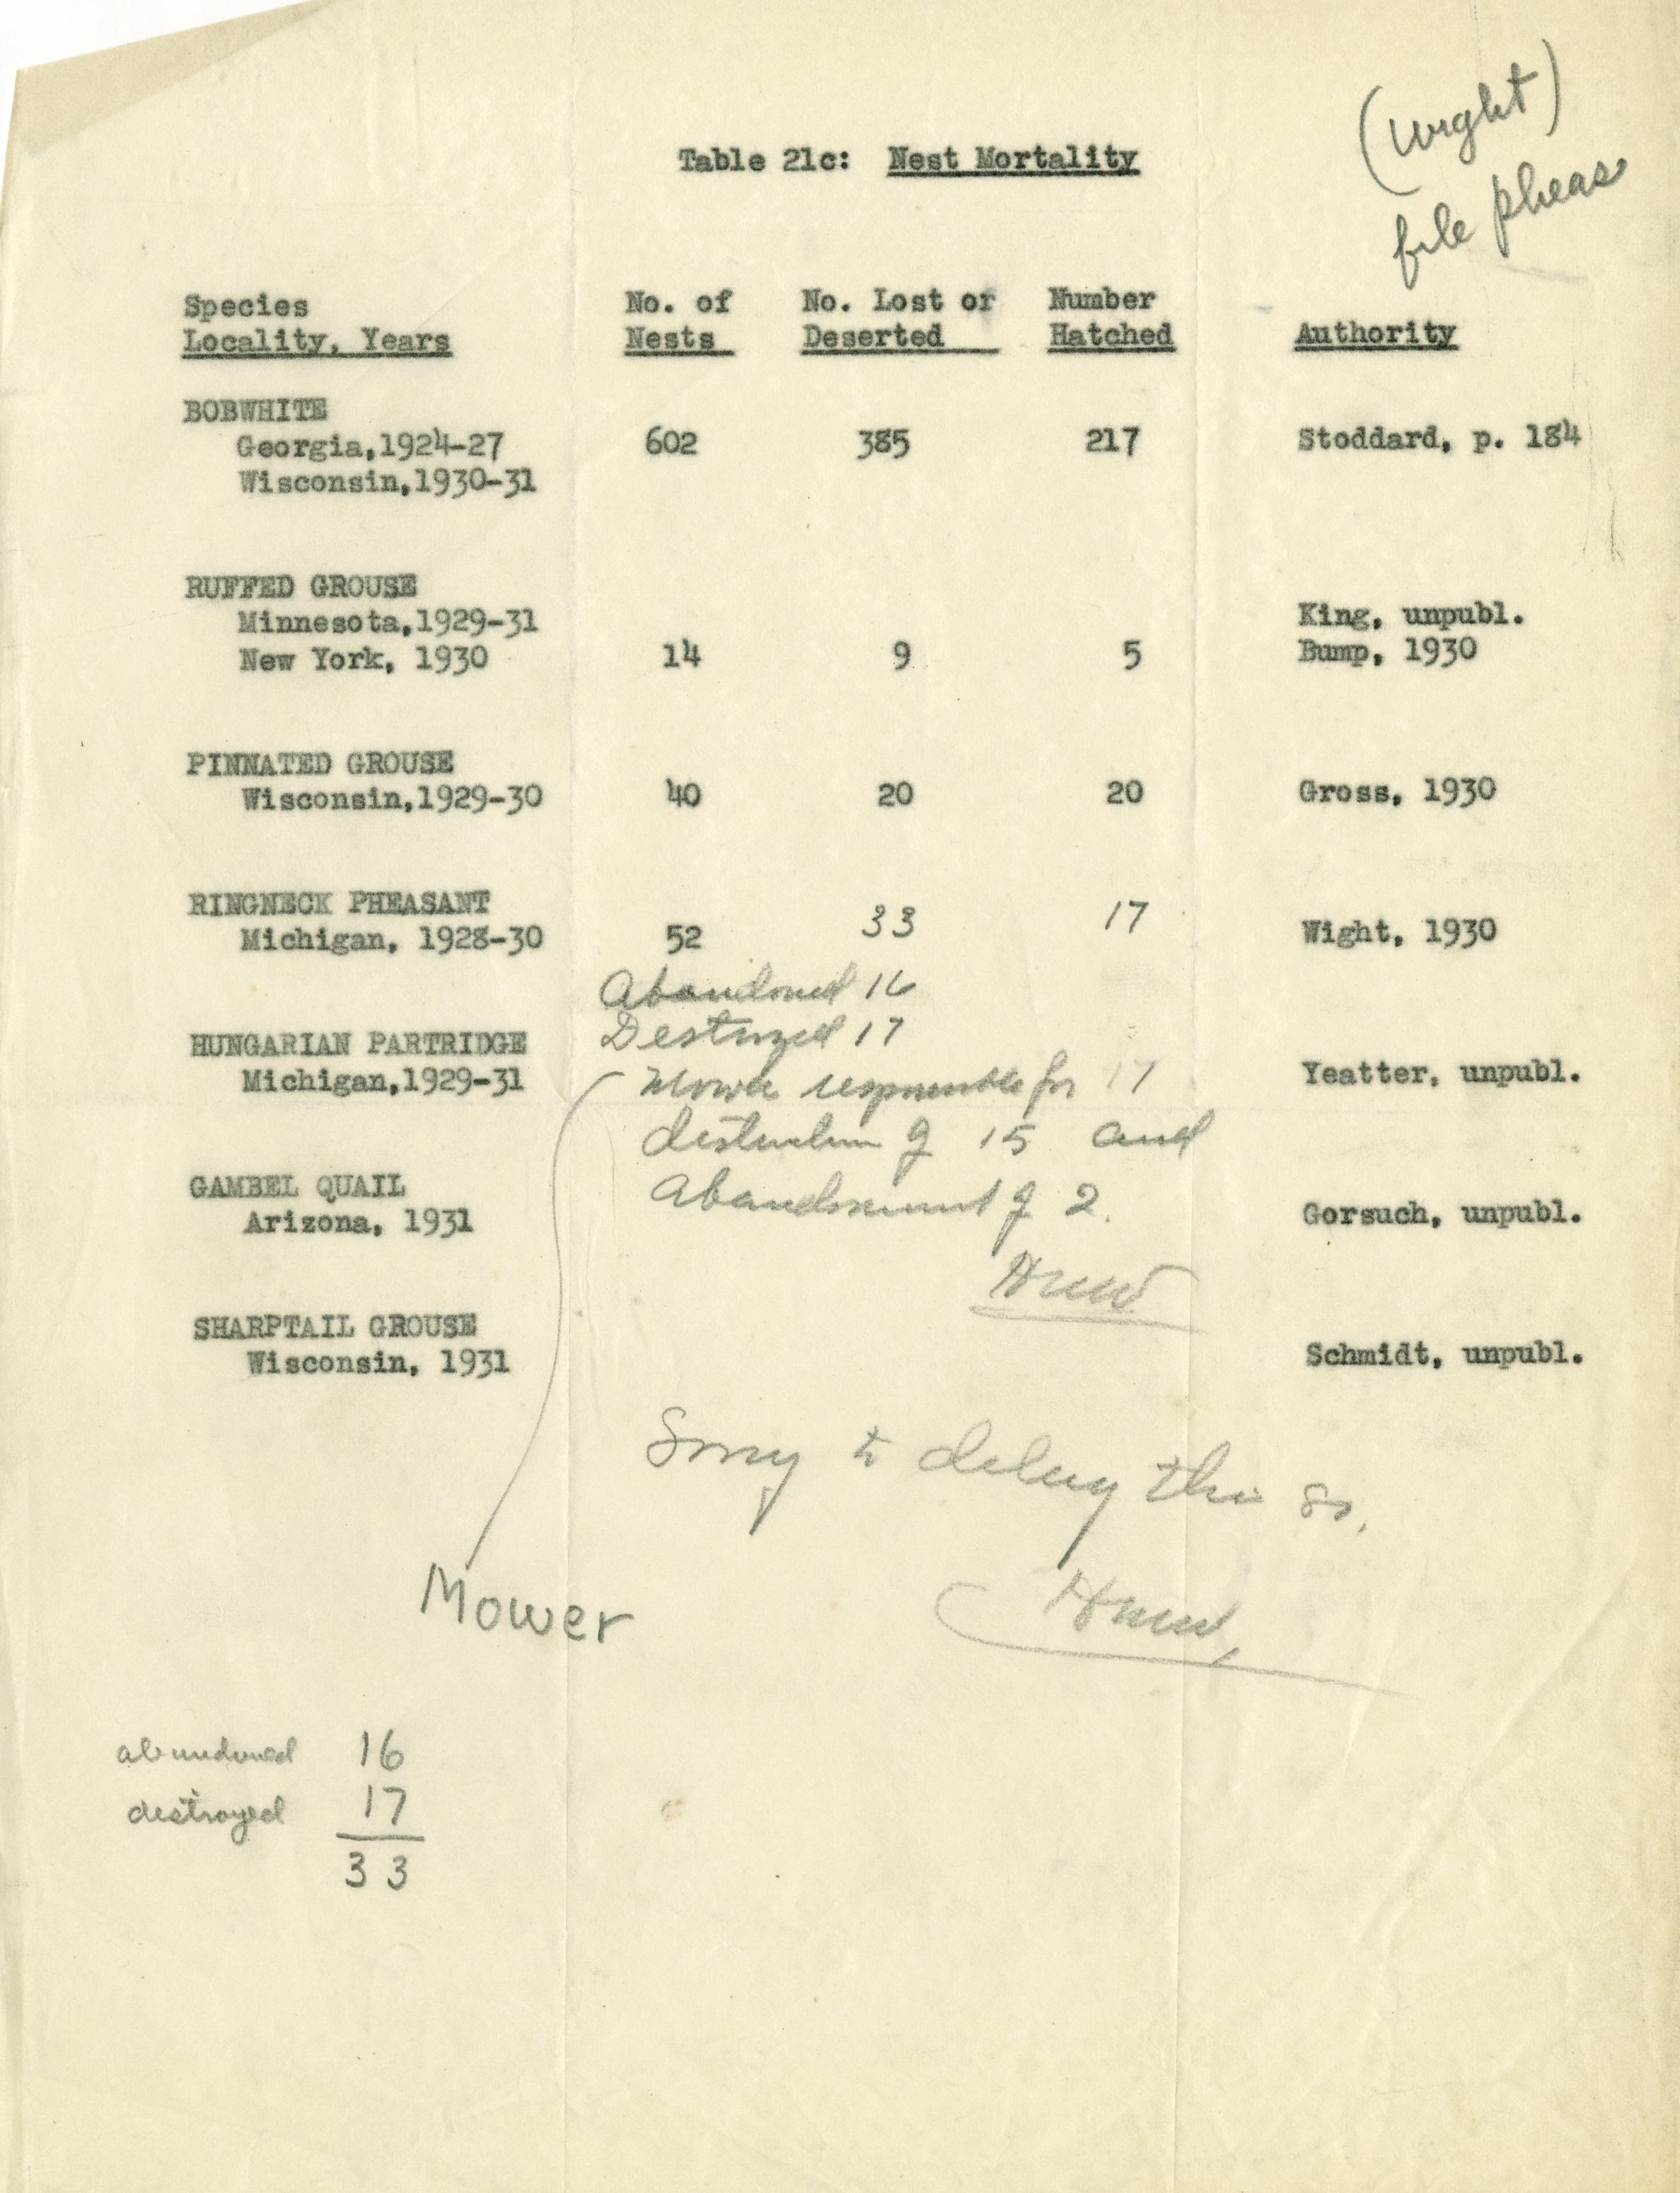 (Wight)
file pheas
Table 21c: Nest Mortality
Species No. of No. Lost or Number
Locality, Years Nests Deserted Hatched Authority
BOBWHITE
Georgia,1924-27 602 385 217 Stoddard, p. 184
Wisconsin,1930-31
RUFFED GROUSE
Minnesota,1929-31 King, unpubl.
New York, 1930 14 9 5 Bump, 1930
PINNATED GROUSE
Wisconsin,1929-30 40 20 20 Gross, 1930
RINGNECK PHEASANT
Michigan, 1928-30 52 33 17 Wight, 1930
Abandoned 16
Destroyed 17
HUNGARIAN PARTRIDGE
Michigan,1929-31 Yeatter, unpubl.
Mower responsible for 17
destruction of 15 and
abandonment of 2.
GAMBEL QUAIL
Arizona, 1931 Gorsuch, unpubl.
HMW
SHARPTAIL GROUSE
Wisconsin, 1931 Schmidt, unpubl.
Sorry to delay this so.
HMW,
Mower
abandoned 16
destroyed 17
33